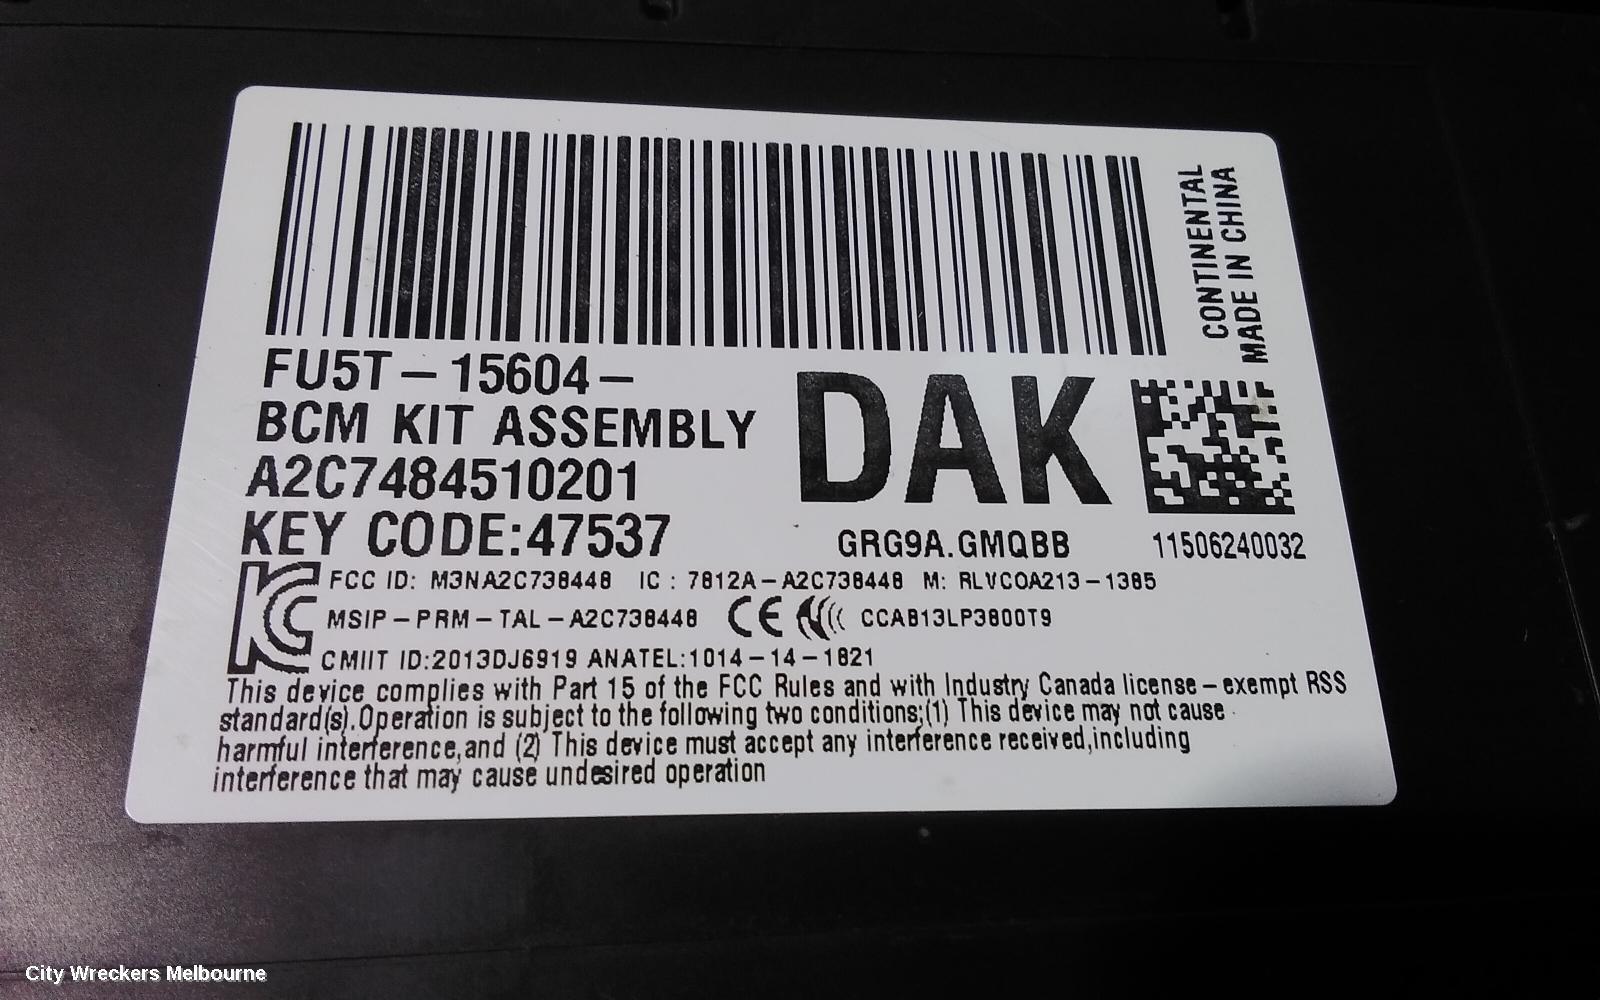 CONTINENTAL
MADE IN CHINA
FU5T-15604-
DAK
BCM KIT ASSEMBLY
A2C7484510201
KEY CODE:47537
GRG9A.GMQBB
11506240032
FCC ID: M3NA2C738448 IC : 7812A-A2C738448 M: RLVCOA213-1385
MSIP-PRM-TAL-A2C738448 CE CCAB13LP3800T9
CMIIT ID:2013DJ6919 ANATEL:1014-14-1821
This device complies with Part 15 of the FCC Rules and with Industry Canada license-exempt RSS
standard(s).Operation is subject to the following two conditions;(1) This device may not cause
harmful interference,and (2) This device must accept any interference received,including
interference that may cause undesired operation
City Wreckers Melbourne